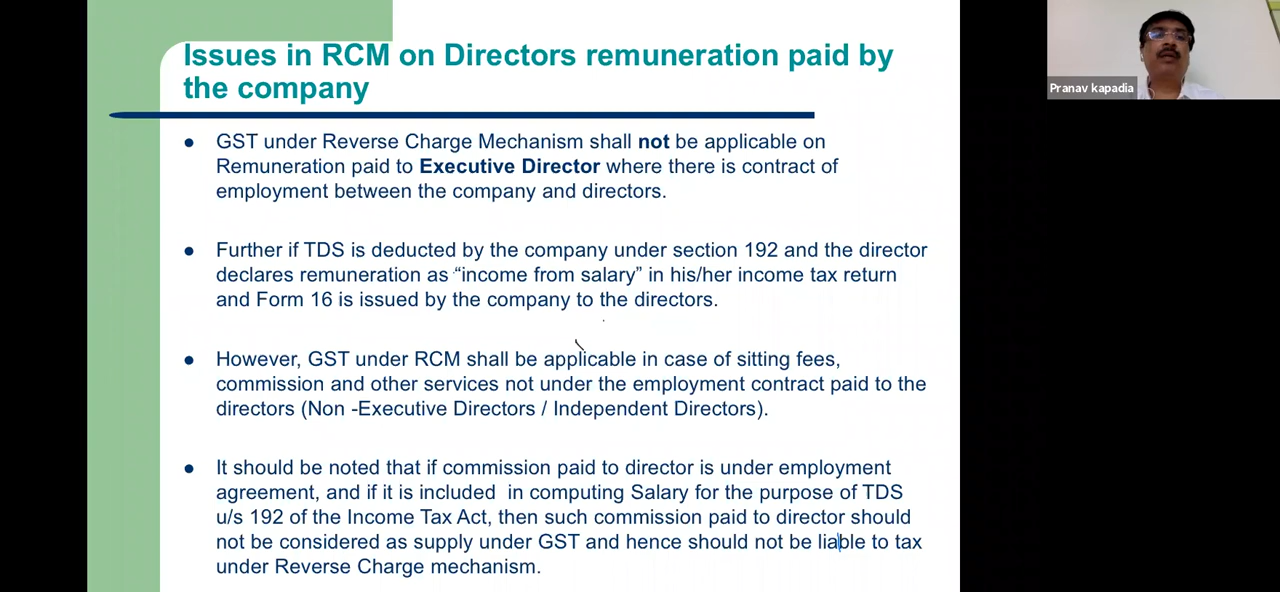 Issues in RCM on Directors remuneration paid by
the company
GST under Reverse Charge Mechanism shall not be applicable on
Remuneration paid to Executive Director where there is contract of
employment between the company and directors.
Further if TDS is deducted by the company under section 192 and the director
declares remuneration as “income from salary” in his/her income tax return
and Form 16 is issued by the company to the directors.
However, GST under RCM shall be applicable in case of sitting fees,
commission and other services not under the employment contract paid to the
directors (Non -Executive Directors / Independent Directors).
It should be noted that if commission paid to director is under employment
agreement, and if it is included in computing Salary for the purpose of TDS
u/s 192 of the Income Tax Act, then such commission paid to director should
not be considered as supply under GST and hence should not be liable to tax
under Reverse Charge mechanism.
Pranav kapadia